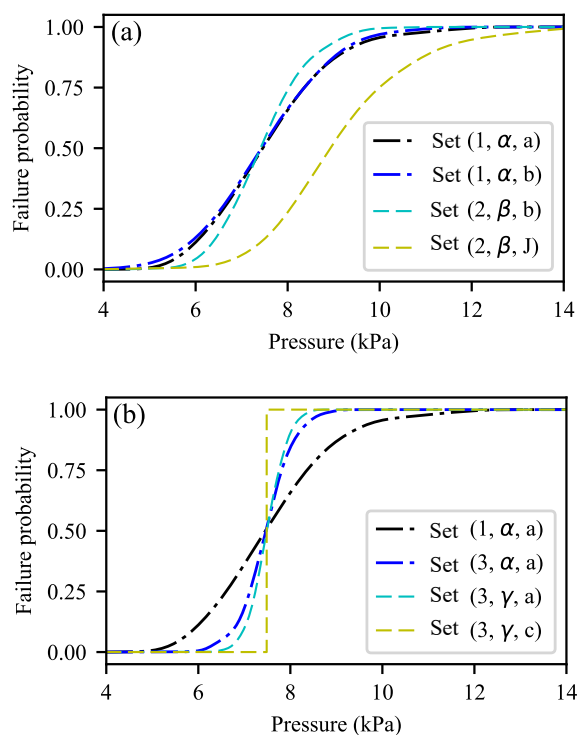 (a)
1.00
0.75
0.50
0.25
0.00
Failure probability
Set (1, α, a)
Set (1, α, b)
Set (2, β, b)
Set (2, β, J)
4 6 8 10 12 14
Pressure (kPa)
(b)
1.00
0.75
0.50
0.25
0.00
Failure probability
Set (1, α, a)
Set (3, α, a)
Set (3, γ, a)
Set (3, γ, c)
4 6 8 10 12 14
Pressure (kPa)